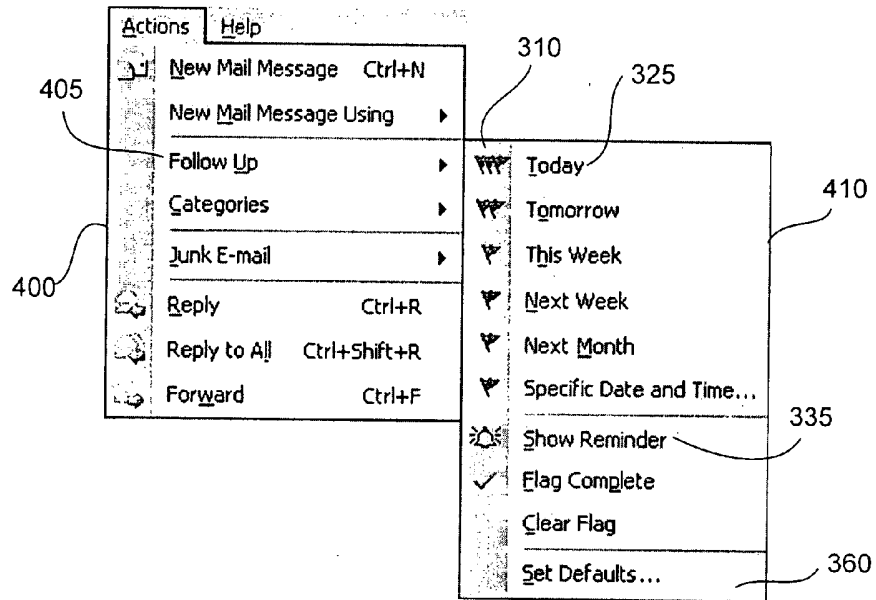 Actions Help
New Mail Message Ctrl+N
New Mail Message Using
Follow Up
Categories
Junk E-mail
Reply Ctrl+R
Reply to All Ctrl+Shift+R
Forward Ctrl+F
405
400
310
325
Today
Tomorrow
This Week
Next Week
Next Month
Specific Date and Time...
410
Show Reminder
335
Flag Complete
Clear Flag
Set Defaults...
360